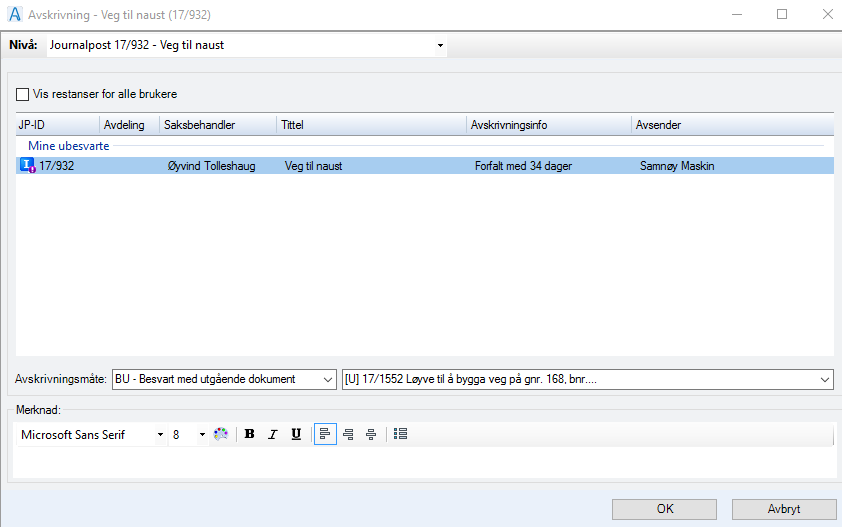 Avskrivning - Veg til naust (17/932)
Nivå: Journalpost 17/932 - Veg til naust
Vis restanser for alle brukere
JP-ID Avdeling Saksbehandler Tittel Avskrivningsinfo Avsender
Mine ubesvarte
I 17/932 Øyvind Tolleshaug Veg til naust Forfalt med 34 dager Samnøy Maskin
Avskrivningsmåte: BU - Besvart med utgående dokument [U] 17/1552 Løyve til å bygga veg på gnr. 168, bnr....
Merknad:
Microsoft Sans Serif 8 B I U
OK Avbryt